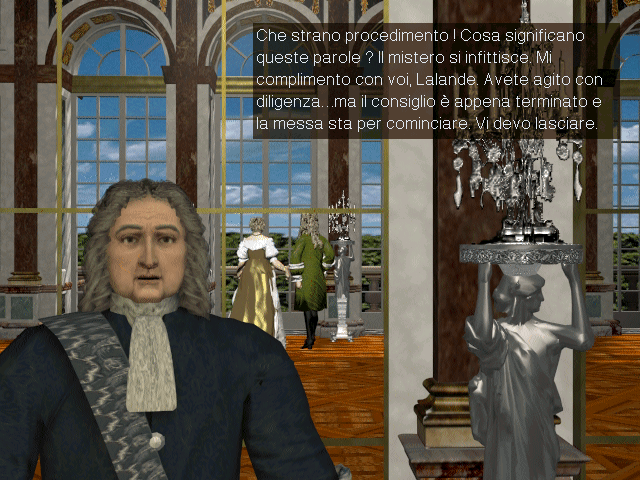 Che strano procedimento ! Cosa significano
queste parole ? Il mistero si infittisce. Mi
complimento con voi, Lalande. Avete agito con
diligenza...ma il consiglio è appena terminato e
la messa sta per cominciare. Vi devo lasciare.